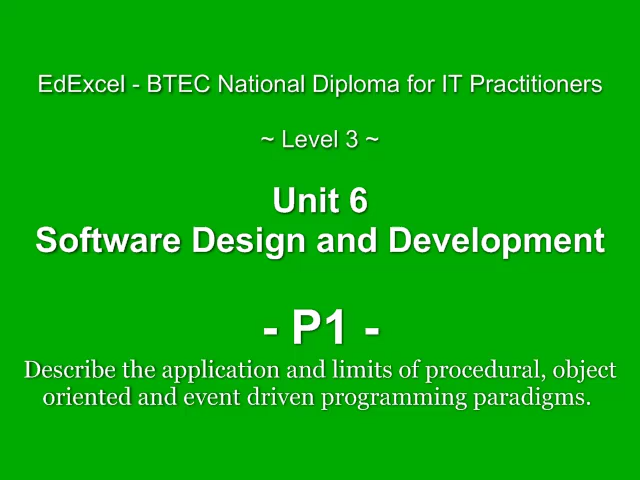 EdExcel - BTEC National Diploma for IT Practitioners
~ Level 3 ~
Unit 6
Software Design and Development
- P1 -
Describe the application and limits of procedural, object
oriented and event driven programming paradigms.